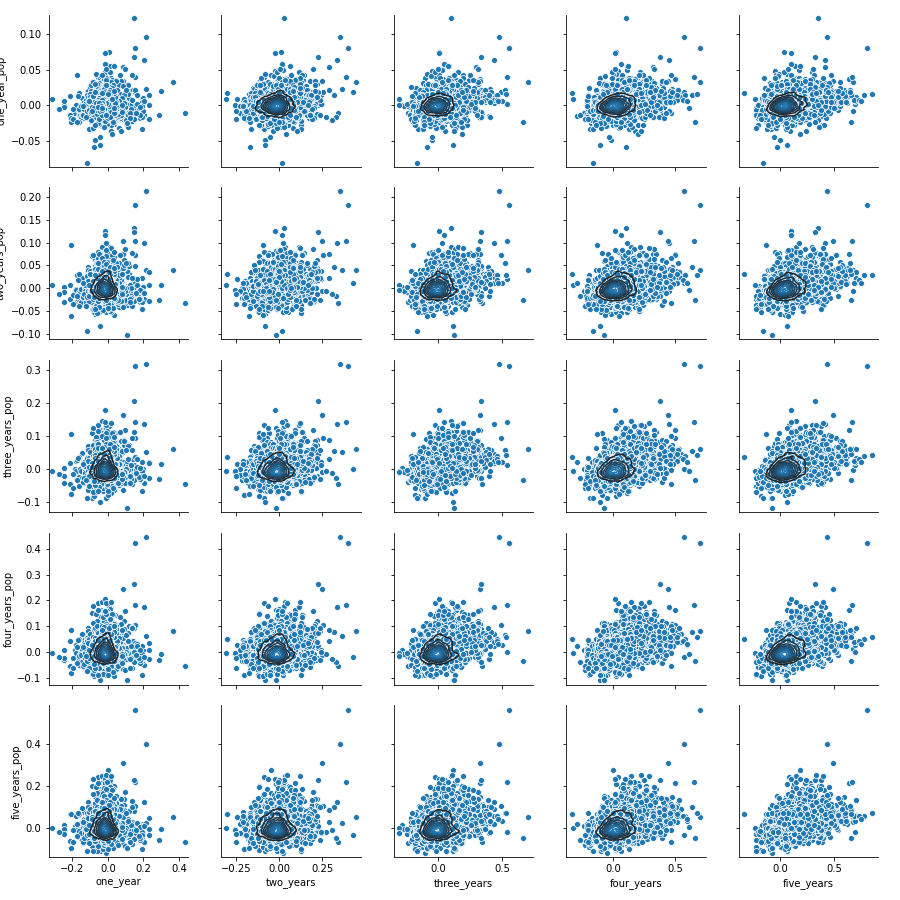 0.10
0.05
0.00
−0.05
one_year_pop
0.20
0.15
0.10
0.05
0.00
−0.05
−0.10
two_years_pop
0.3
0.2
0.1
0.0
−0.1
three_years_pop
0.4
0.3
0.2
0.1
0.0
−0.1
four_years_pop
0.4
0.2
0.0
five_years_pop
−0.2 0.0 0.2 0.4
one_year
−0.25 0.00 0.25
two_years
0.0 0.5
three_years
0.0 0.5
four_years
0.0 0.5
five_years